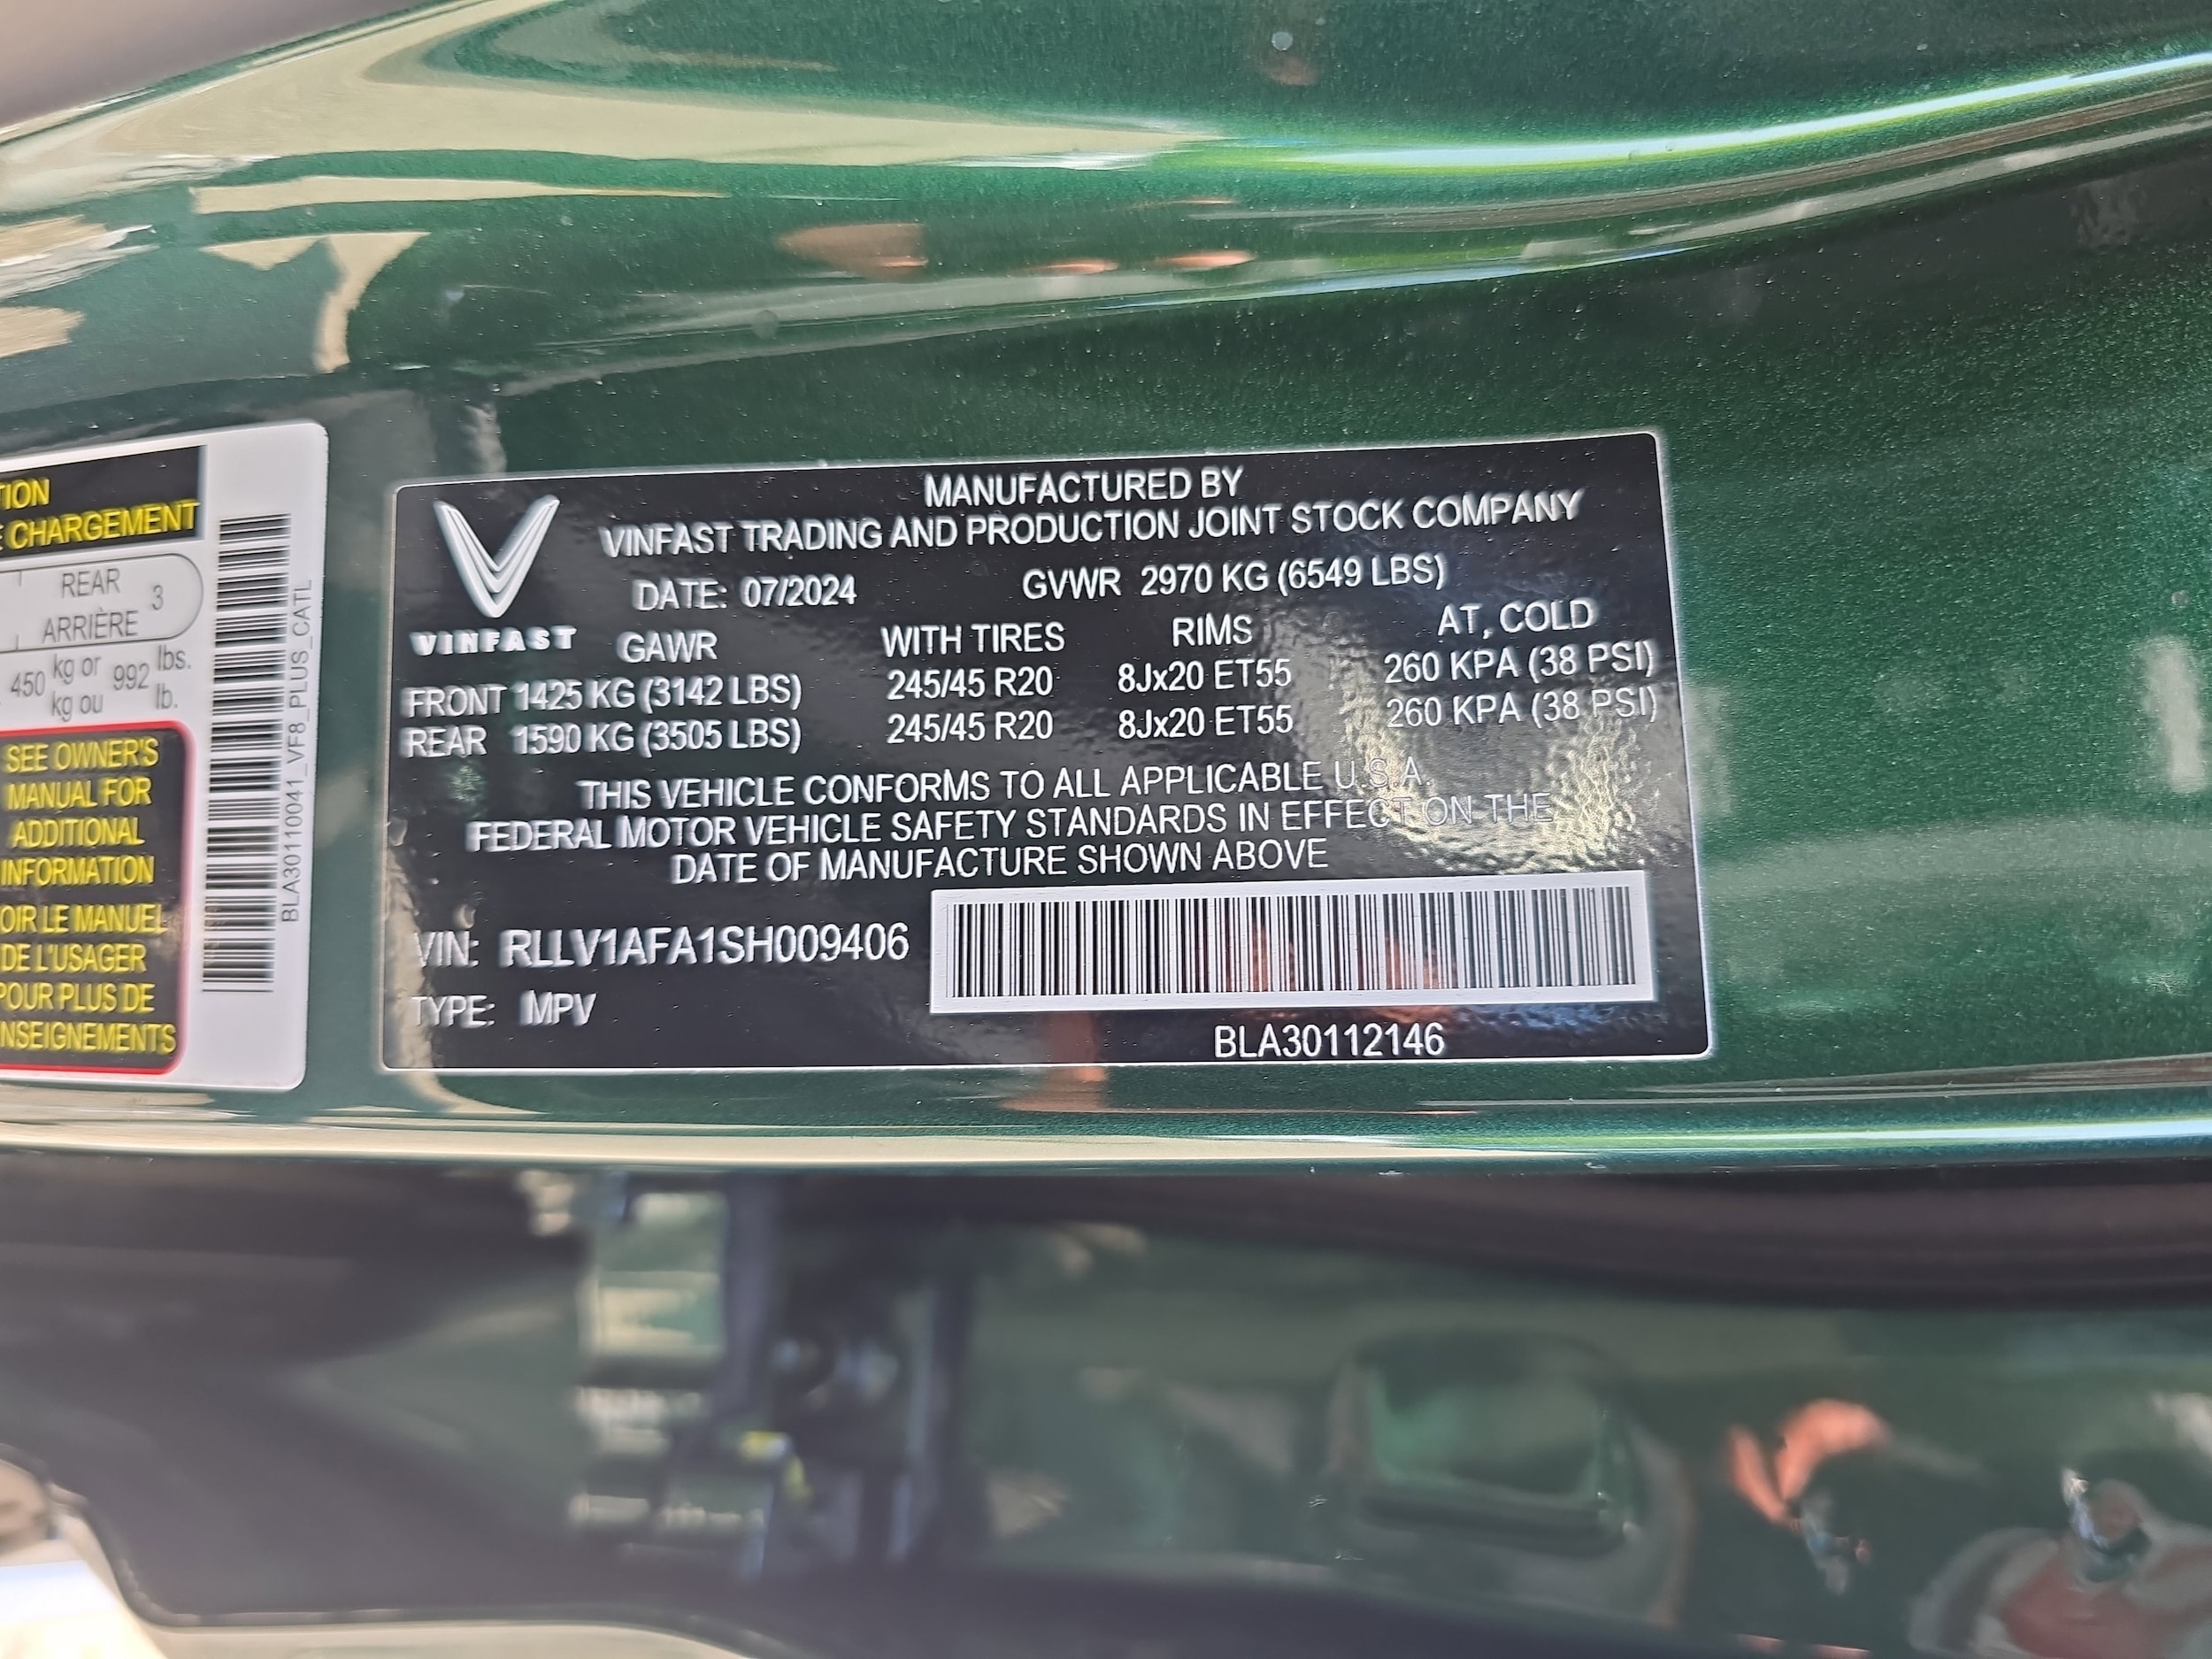 TION
E CHARGEMENT
REAR
ARRIÈRE 3
450 kg or 992 lbs.
kg ou lb.
SEE OWNER'S
MANUAL FOR
ADDITIONAL
INFORMATION
OIR LE MANUEL
DE L'USAGER
POUR PLUS DE
NSEIGNEMENTS
BLA30110041_VF8_PLUS_CATL
MANUFACTURED BY
VINFAST TRADING AND PRODUCTION JOINT STOCK COMPANY
DATE: 07/2024 GVWR 2970 KG (6549 LBS)
VINFAST GAWR WITH TIRES RIMS AT, COLD
FRONT 1425 KG (3142 LBS) 245/45 R20 8Jx20 ET55 260 KPA (38 PSI)
REAR 1590 KG (3505 LBS) 245/45 R20 8Jx20 ET55 260 KPA (38 PSI)
THIS VEHICLE CONFORMS TO ALL APPLICABLE U.S.A.
FEDERAL MOTOR VEHICLE SAFETY STANDARDS IN EFFECT ON THE
DATE OF MANUFACTURE SHOWN ABOVE
VIN: RLLV1AFA1SH009406
TYPE: MPV
BLA30112146